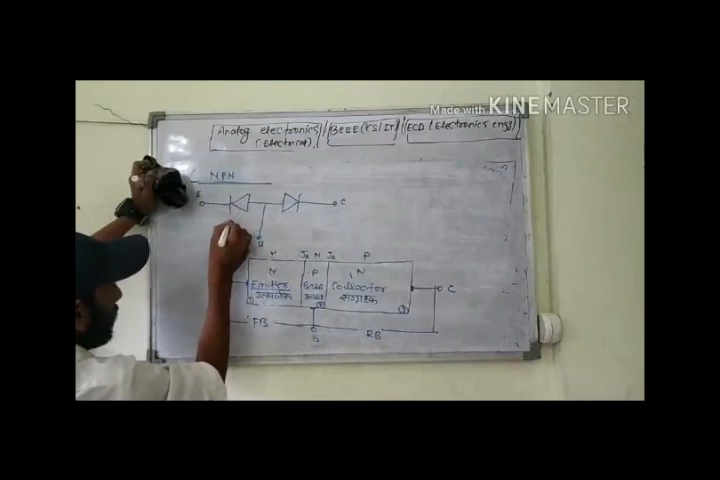 Made with KINEMASTER
Analog electronics // BEEE (CS/IT) // ECD (Electronics engg)
(Electrical)
NPN
E C
B
Y J N J P
N P N
Emitter Base Collector
उत्सर्जक आधार संग्राहक
C
FB RB
B